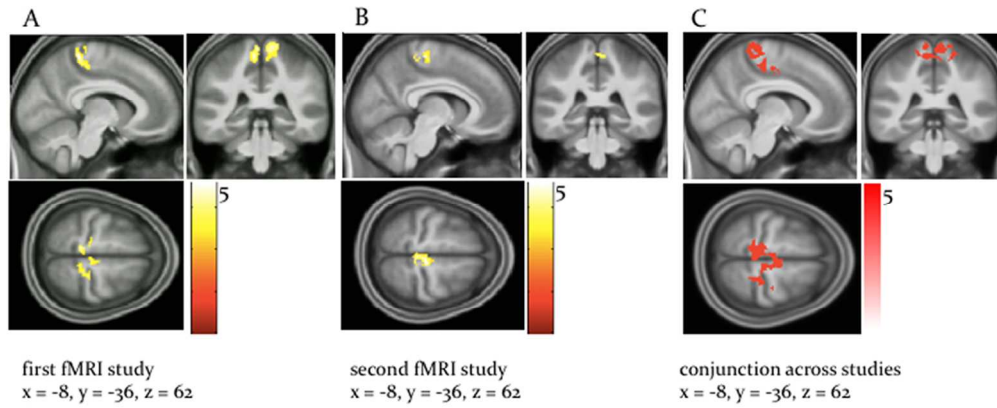 A
B
C
5
5
5
first fMRI study
x = -8, y = -36, z = 62
second fMRI study
x = -8, y = -36, z = 62
conjunction across studies
x = -8, y = -36, z = 62